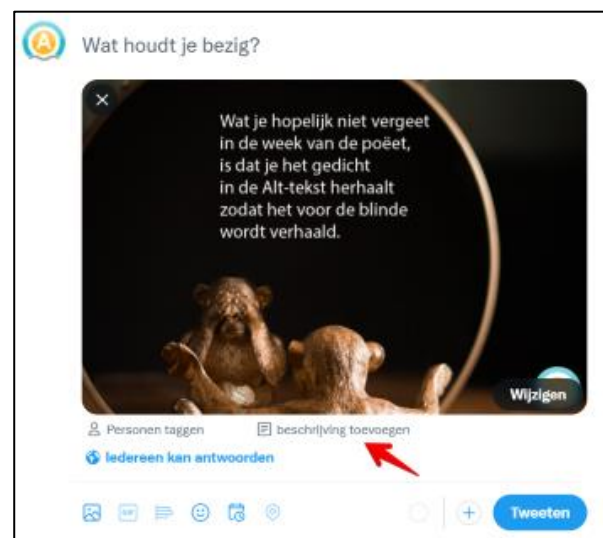 A
Wat houdt je bezig?
Wat je hopelijk niet vergeet
in de week van de poëet,
is dat je het gedicht
in de Alt-tekst herhaalt
zodat het voor de blinde
wordt verhaald.
Wijzigen
Personen taggen
beschrijving toevoegen
Iedereen kan antwoorden
GIF
Tweeten